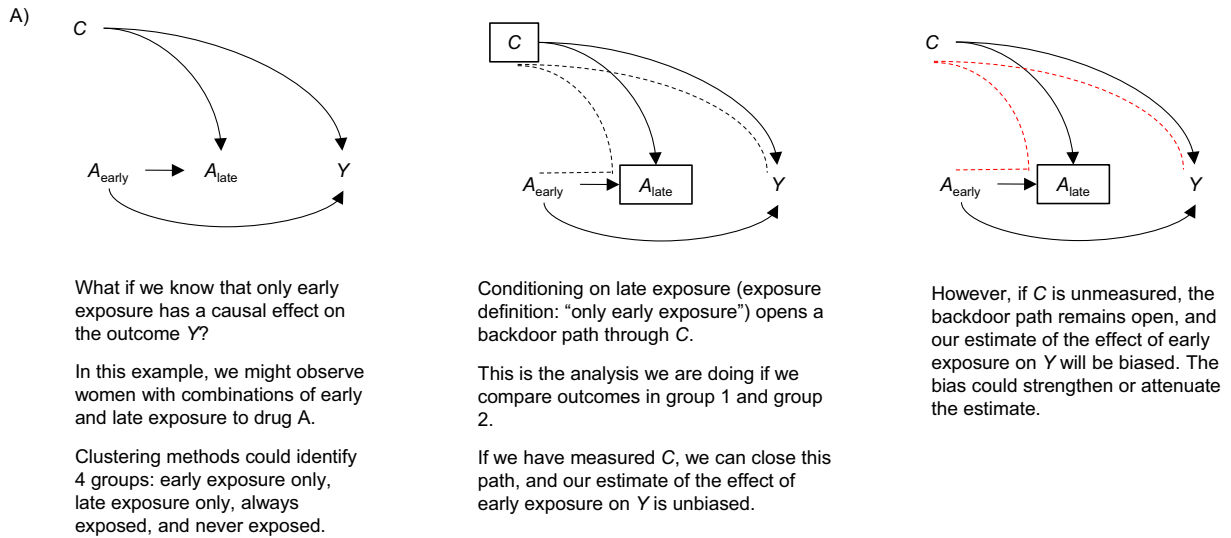 A)
C
A early
A late
Y
What if we know that only early
exposure has a causal effect on
the outcome Y?
In this example, we might observe
women with combinations of early
and late exposure to drug A.
Clustering methods could identify
4 groups: early exposure only,
late exposure only, always
exposed, and never exposed.
C
A early
A late
Y
Conditioning on late exposure (exposure
definition: “only early exposure”) opens a
backdoor path through C.
This is the analysis we are doing if we
compare outcomes in group 1 and group
2.
If we have measured C, we can close this
path, and our estimate of the effect of
early exposure on Y is unbiased.
C
A early
A late
Y
However, if C is unmeasured, the
backdoor path remains open, and
our estimate of the effect of early
exposure on Y will be biased. The
bias could strengthen or attenuate
the estimate.